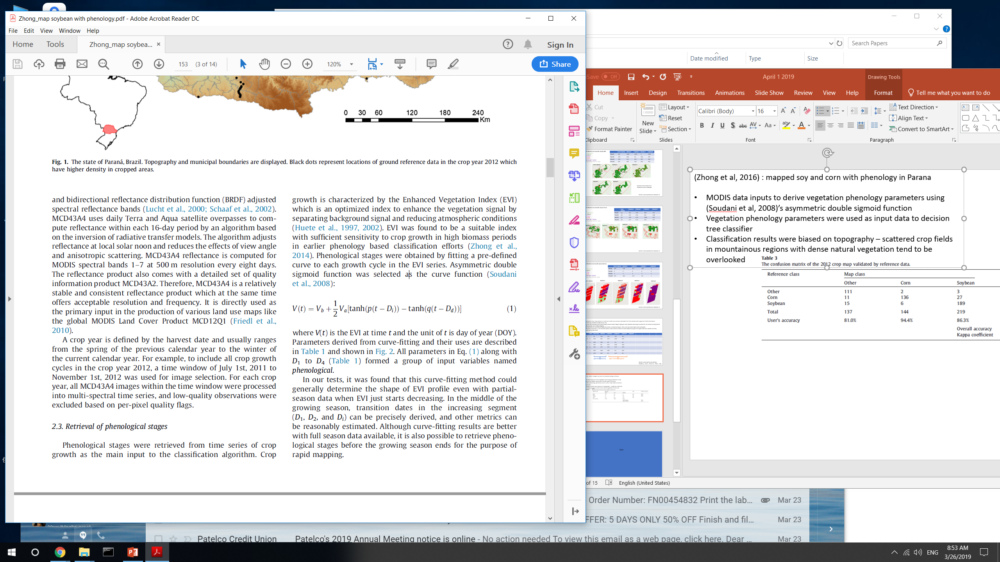 Zhong_map soybean with phenology.pdf - Adobe Acrobat Reader DC
File Edit View Window Help
Home Tools Zhong_map soybea... × Sign In
153 (3 of 14) 120% Share
0 30 60 120 180 240
Km
Fig. 1. The state of Paraná, Brazil. Topography and municipal boundaries are displayed. Black dots represent locations of ground reference data in the crop year 2012 which
have higher density in cropped areas.
and bidirectional reflectance distribution function (BRDF) adjusted
spectral reflectance bands (Lucht et al., 2000; Schaaf et al., 2002).
MCD43A4 uses daily Terra and Aqua satellite overpasses to com-
pute reflectance within each 16-day period by an algorithm based
on the inversion of radiative transfer models. The algorithm adjusts
reflectance at local solar noon and reduces the effects of view angle
and anisotropic scattering. MCD43A4 reflectance is computed for
MODIS spectral bands 1–7 at 500 m resolution every eight days.
The reflectance product also comes with a detailed set of quality
information product MCD43A2. Therefore, MCD43A4 is a relatively
stable and consistent reflectance product which at the same time
offers acceptable resolution and frequency. It is directly used as
the primary input in the production of various land use maps like
the global MODIS Land Cover Product MCD12Q1 (Friedl et al.,
2010).
A crop year is defined by the harvest date and usually ranges
from the spring of the previous calendar year to the winter of
the current calendar year. For example, to include all crop growth
cycles in the crop year 2012, a time window of July 1st, 2011 to
November 1st, 2012 was used for image selection. For each crop
year, all MCD43A4 images within the time window were processed
into multi-spectral time series, and low-quality observations were
excluded based on per-pixel quality flags.
2.3. Retrieval of phenological stages
Phenological stages were retrieved from time series of crop
growth as the main input to the classification algorithm. Crop
growth is characterized by the Enhanced Vegetation Index (EVI)
which is an optimized index to enhance the vegetation signal by
separating background signal and reducing atmospheric conditions
(Huete et al., 1997, 2002). EVI was found to be a suitable index
with sufficient sensitivity to crop growth in high biomass periods
in earlier phenology based classification efforts (Zhong et al.,
2014). Phenological stages were obtained by fitting a pre-defined
curve to each growth cycle in the EVI series. Asymmetric double
sigmoid function was selected as the curve function (Soudani
et al., 2008):
V(t) = V_b + 1/2 V_a[tanh(p(t − D_i)) − tanh(q(t − D_d))] (1)
where V(t) is the EVI at time t and the unit of t is day of year (DOY).
Parameters derived from curve-fitting and their uses are described
in Table 1 and shown in Fig. 2. All parameters in Eq. (1) along with
D₁ to D₄ (Table 1) formed a group of input variables named
phenological.
In our tests, it was found that this curve-fitting method could
generally determine the shape of EVI profile even with partial-
season data when EVI just starts decreasing. In the middle of the
growing season, transition dates in the increasing segment
(D₁, D₂, and D_i) can be precisely derived, and other metrics can
be reasonably estimated. Although curve-fitting results are better
with full season data available, it is also possible to retrieve pheno-
logical stages before the growing season ends for the purpose of
rapid mapping.
Search Papers
Date modified Type Size
Save Off April 1 2019 Drawing Tools
Home Insert Design Transitions Animations Slide Show Review View Help Format Tell me what you want to do
Cut
Copy
Format Painter
Clipboard
New
Slide
Layout
Reset
Section
Slides
Calibri (Body) 16
Font
Text Direction
Align Text
Convert to SmartArt
Paragraph
(Zhong et al, 2016) : mapped soy and corn with phenology in Parana
• MODIS data inputs to derive vegetation phenology parameters using
(Soudani et al, 2008)’s asymmetric double sigmoid function
• Vegetation phenology parameters were used as input data to decision
tree classifier
• Classification results were biased on topography – scattered crop fields
in mountainous regions with dense natural vegetation tend to be
overlooked
Table 3
The confusion matrix of the 2012 crop map validated by reference data.
Reference class Map class
Other Corn Soybean
Other 111 2 3
Corn 11 136 27
Soybean 15 6 189
Total 137 144 219
User's accuracy 81.0% 94.4% 86.3%
Overall accuracy
Kappa coefficient
of 15 English (United States)
Order Number: FN00454832 Print the lab... Mar 23
FFER: 5 DAYS ONLY 50% OFF Finish and fil... Mar 23
Patelco Credit Union Patelco's 2019 Annual Meeting notice is online - No action needed To view this email as a web page, click here. Dear ... Mar 23
ENG 8:53 AM
3/26/2019